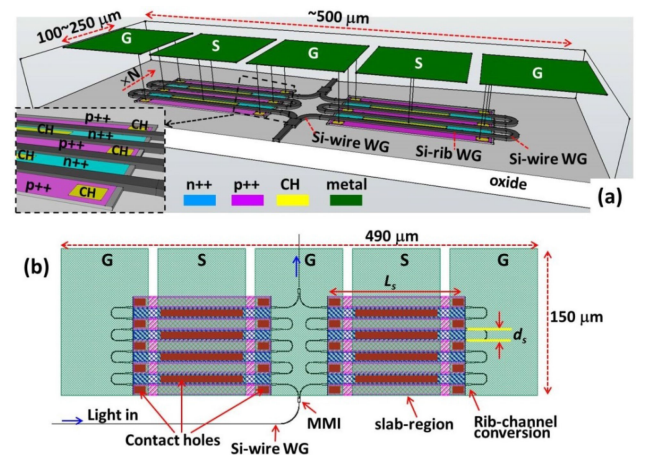 ~500 µm
100~250 µm
G
S
G
S
G
×N
p++
CH
CH
n++
p++
CH
CH
n++
p++
CH
Si-wire WG
Si-rib WG
Si-wire WG
oxide
(a)
n++
p++
CH
metal
490 µm
(b)
G
S
G
S
G
Ls
ds
150 µm
Light in
Contact holes
Si-wire WG
MMI
slab-region
Rib-channel
conversion